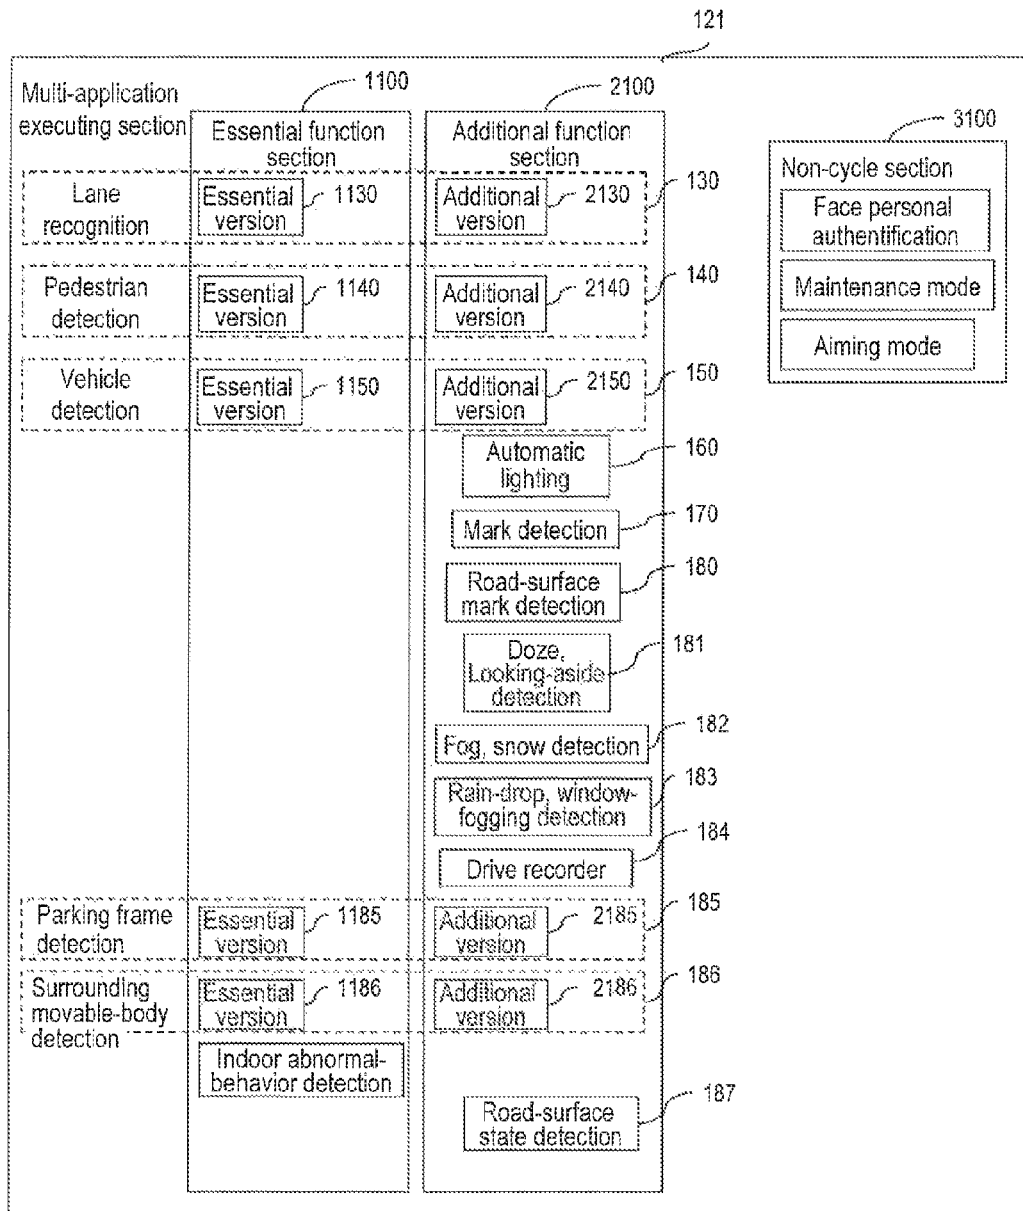 121
Multi-application
executing section
1100
Essential function
section
2100
Additional function
section
3100
Non-cycle section
Face personal
authentification
Maintenance mode
Aiming mode
Lane
recognition
Essential
version
1130
Additional
version
2130
130
Pedestrian
detection
Essential
version
1140
Additional
version
2140
140
Vehicle
detection
Essential
version
1150
Additional
version
2150
150
Automatic
lighting
160
Mark detection
170
Road-surface
mark detection
180
Doze,
Looking-aside
detection
181
Fog, snow detection
182
Rain-drop, window-
fogging detection
183
Drive recorder
184
Parking frame
detection
Essential
version
1185
Additional
version
2185
185
Surrounding
movable-body
detection
Essential
version
1186
Additional
version
2186
186
Indoor abnormal-
behavior detection
Road-surface
state detection
187